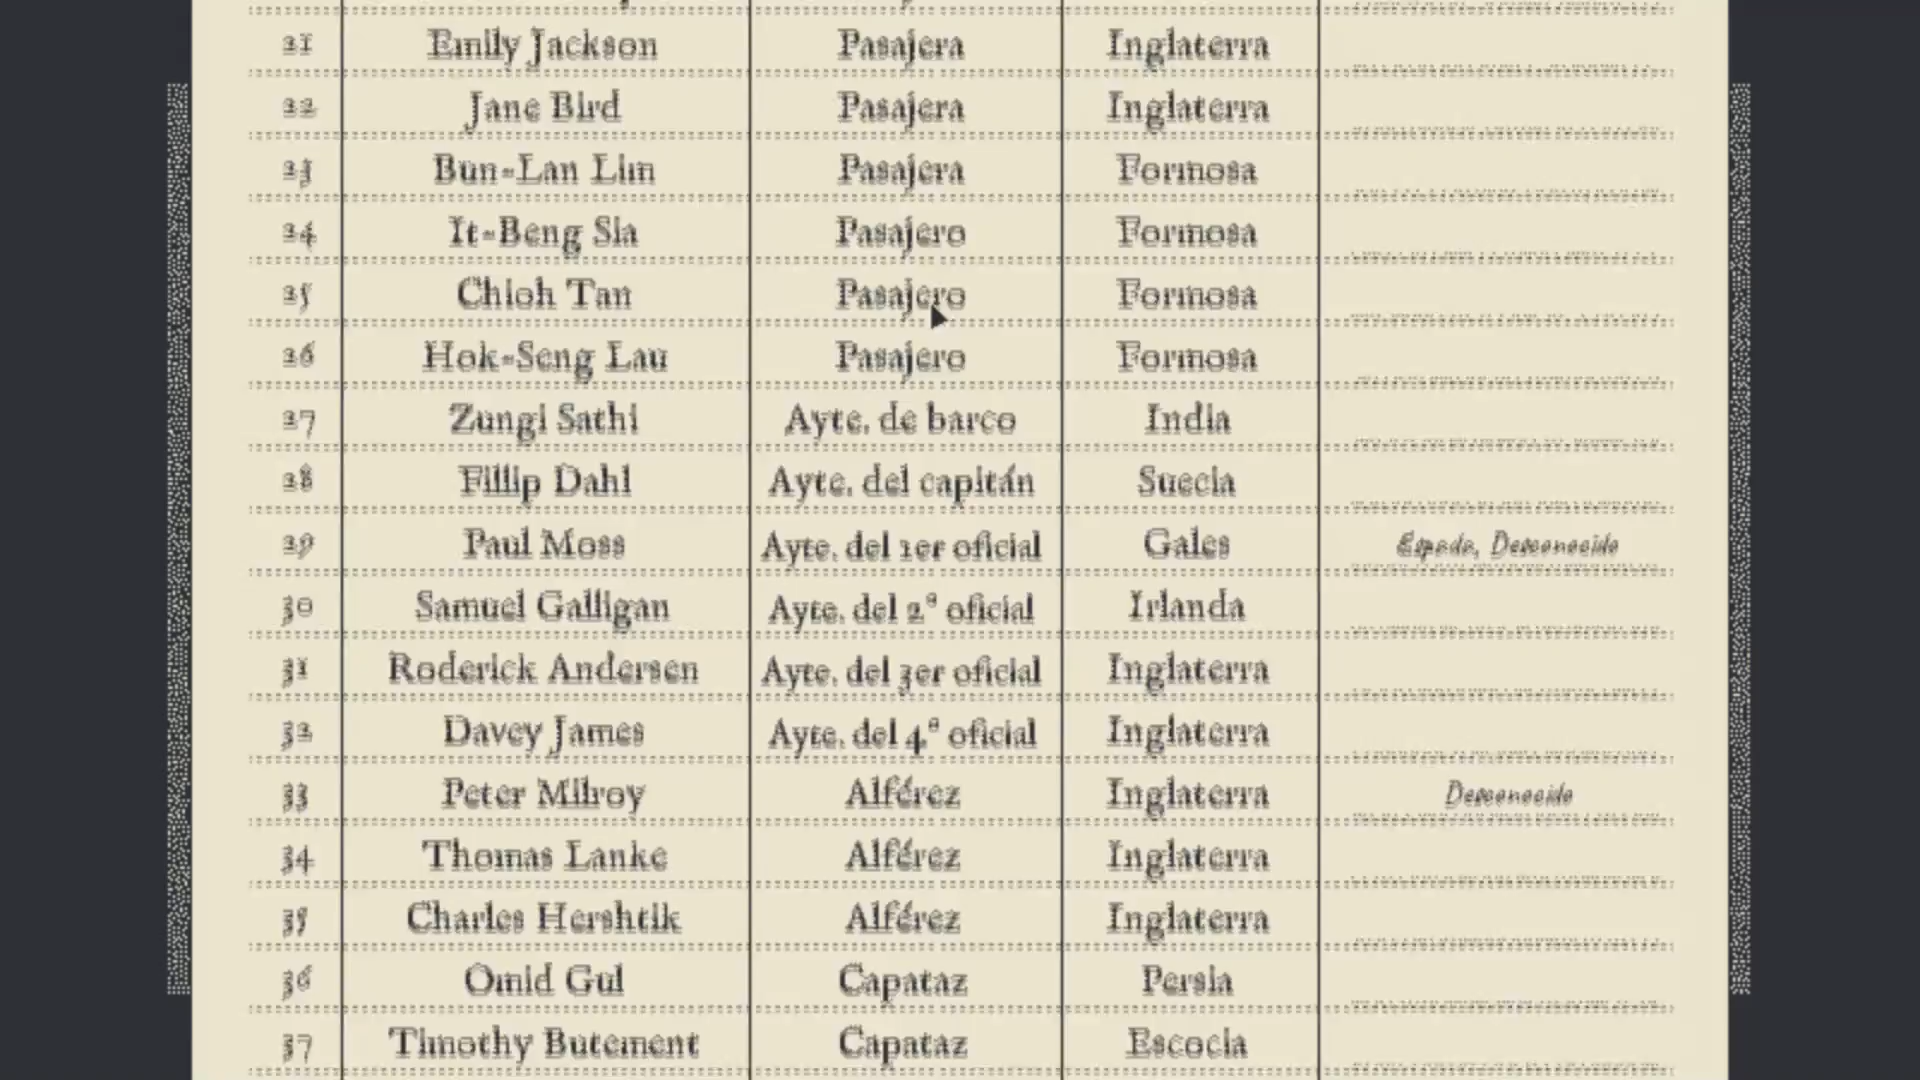 21 Emily Jackson Pasajera Inglaterra
22 Jane Bird Pasajera Inglaterra
23 Bun-Lan Lim Pasajera Formosa
24 It-Beng Sia Pasajero Formosa
25 Chioh Tan Pasajero Formosa
26 Hok-Seng Lau Pasajero Formosa
27 Zungi Sathi Ayte. de barco India
28 Fillip Dahl Ayte. del capitán Suecia
29 Paul Moss Ayte. del 1er oficial Gales Espada, Desconocido
30 Samuel Galligan Ayte. del 2º oficial Irlanda
31 Roderick Andersen Ayte. del 3er oficial Inglaterra
32 Davey James Ayte. del 4.º oficial Inglaterra
33 Peter Milroy Alférez Inglaterra Desconocido
34 Thomas Lanke Alférez Inglaterra
35 Charles Hershtik Alférez Inglaterra
36 Omid Gul Capataz Persia
37 Timothy Butement Capataz Escocia